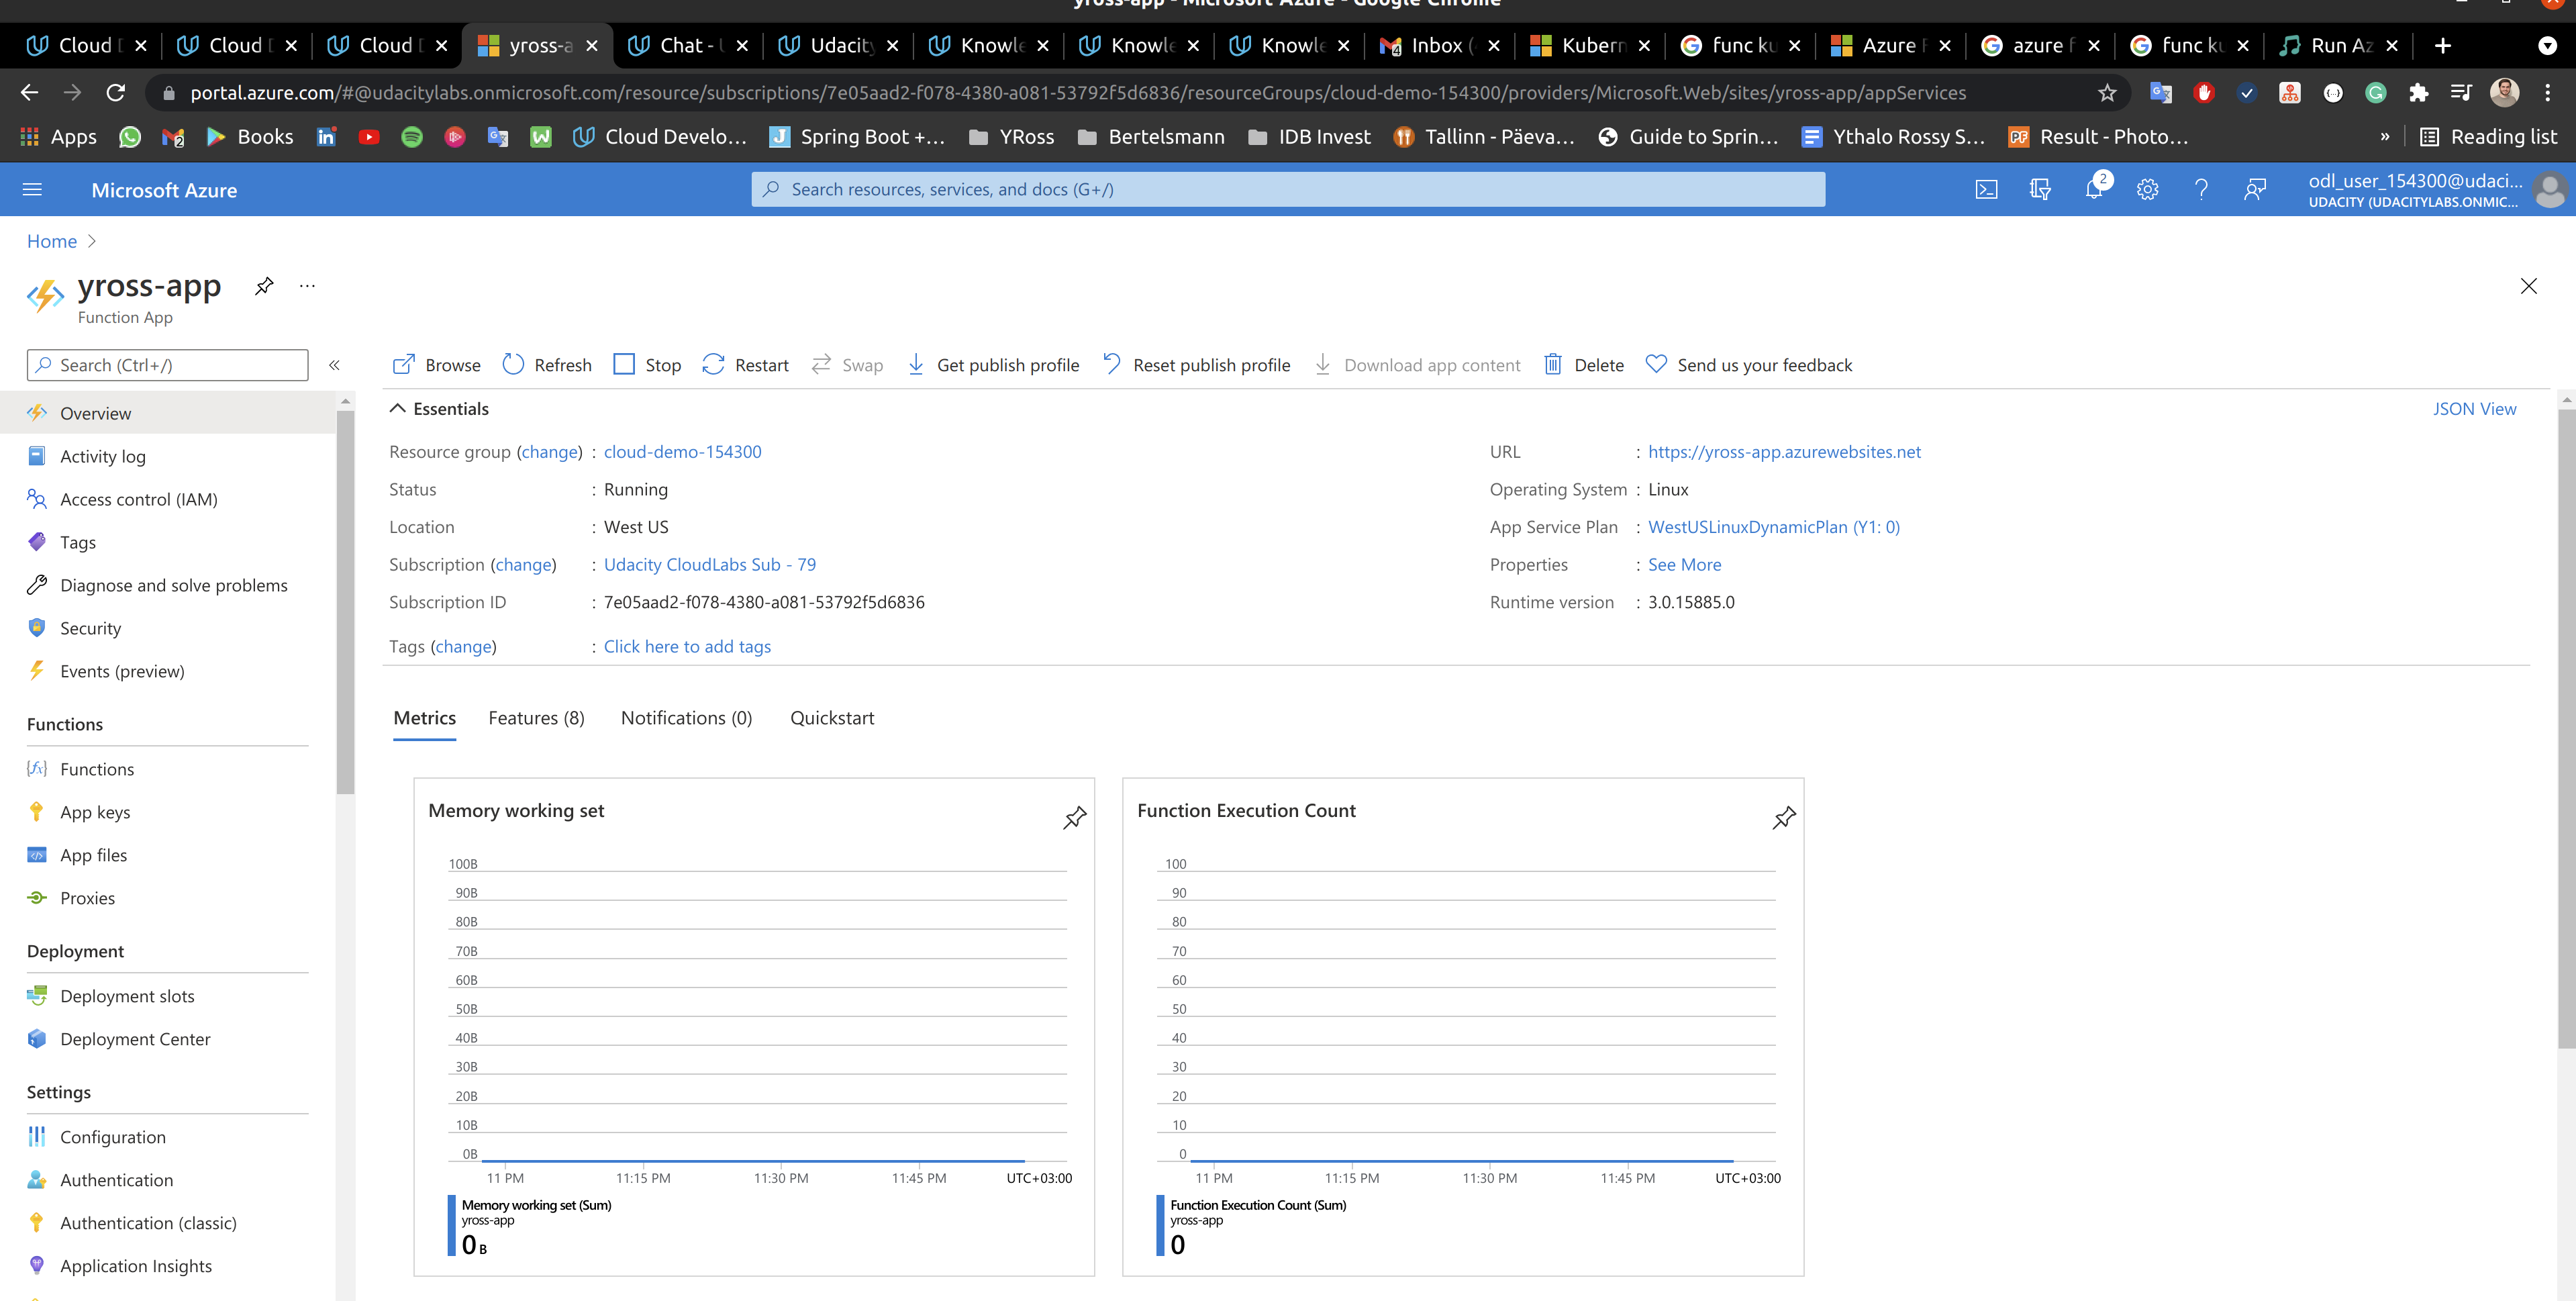 yross-app - Microsoft Azure - Google Chrome
Cloud D
Cloud D
Cloud D
yross-a
Chat - U
Udacity
Knowle
Knowle
Knowle
Inbox (
Kubern
func ku
Azure F
azure f
func ku
Run Az
portal.azure.com/#@udacitylabs.onmicrosoft.com/resource/subscriptions/7e05aad2-f078-4380-a081-53792f5d6836/resourceGroups/cloud-demo-154300/providers/Microsoft.Web/sites/yross-app/appServices
Apps
Books
Cloud Develo...
Spring Boot +...
YRoss
Bertelsmann
IDB Invest
Tallinn - Päeva...
Guide to Sprin...
Ythalo Rossy S...
Result - Photo...
»
Reading list
Microsoft Azure
Search resources, services, and docs (G+/)
2
odl_user_154300@udaci...
UDACITY (UDACITYLABS.ONMIC...
Home
yross-app
Function App
Search (Ctrl+/)
Browse
Refresh
Stop
Restart
Swap
Get publish profile
Reset publish profile
Download app content
Delete
Send us your feedback
Overview
Activity log
Access control (IAM)
Tags
Diagnose and solve problems
Security
Events (preview)
Functions
Functions
App keys
App files
Proxies
Deployment
Deployment slots
Deployment Center
Settings
Configuration
Authentication
Authentication (classic)
Application Insights
Essentials
JSON View
Resource group (change) : cloud-demo-154300
Status : Running
Location : West US
Subscription (change) : Udacity CloudLabs Sub - 79
Subscription ID : 7e05aad2-f078-4380-a081-53792f5d6836
Tags (change) : Click here to add tags
URL : https://yross-app.azurewebsites.net
Operating System : Linux
App Service Plan : WestUSLinuxDynamicPlan (Y1: 0)
Properties : See More
Runtime version : 3.0.15885.0
Metrics
Features (8)
Notifications (0)
Quickstart
Memory working set
100B
90B
80B
70B
60B
50B
40B
30B
20B
10B
0B
11 PM
11:15 PM
11:30 PM
11:45 PM
UTC+03:00
Memory working set (Sum)
yross-app
0 B
Function Execution Count
100
90
80
70
60
50
40
30
20
10
0
11 PM
11:15 PM
11:30 PM
11:45 PM
UTC+03:00
Function Execution Count (Sum)
yross-app
0